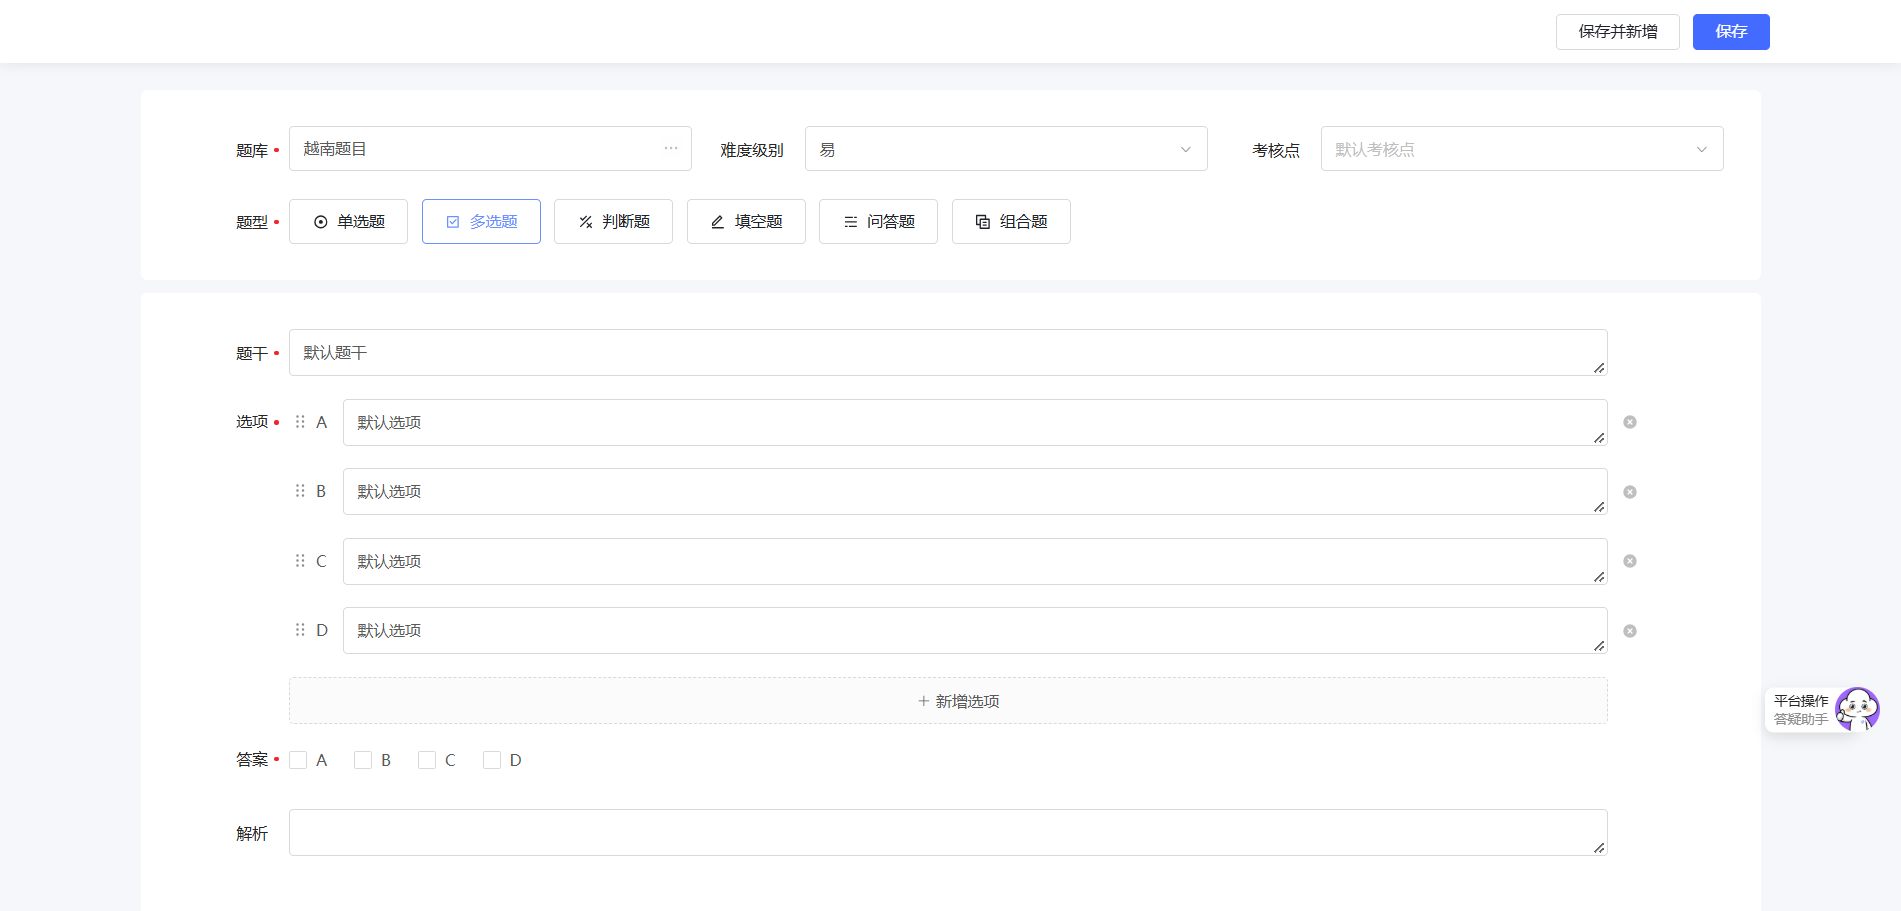 保存并新增 保存
题库 越南题目 ··· 难度级别 易 考核点 默认考核点
题型 单选题 多选题 判断题 填空题 问答题 组合题
题干 默认题干
选项 A 默认选项
B 默认选项
C 默认选项
D 默认选项
+ 新增选项
平台操作
答疑助手
答案 A B C D
解析